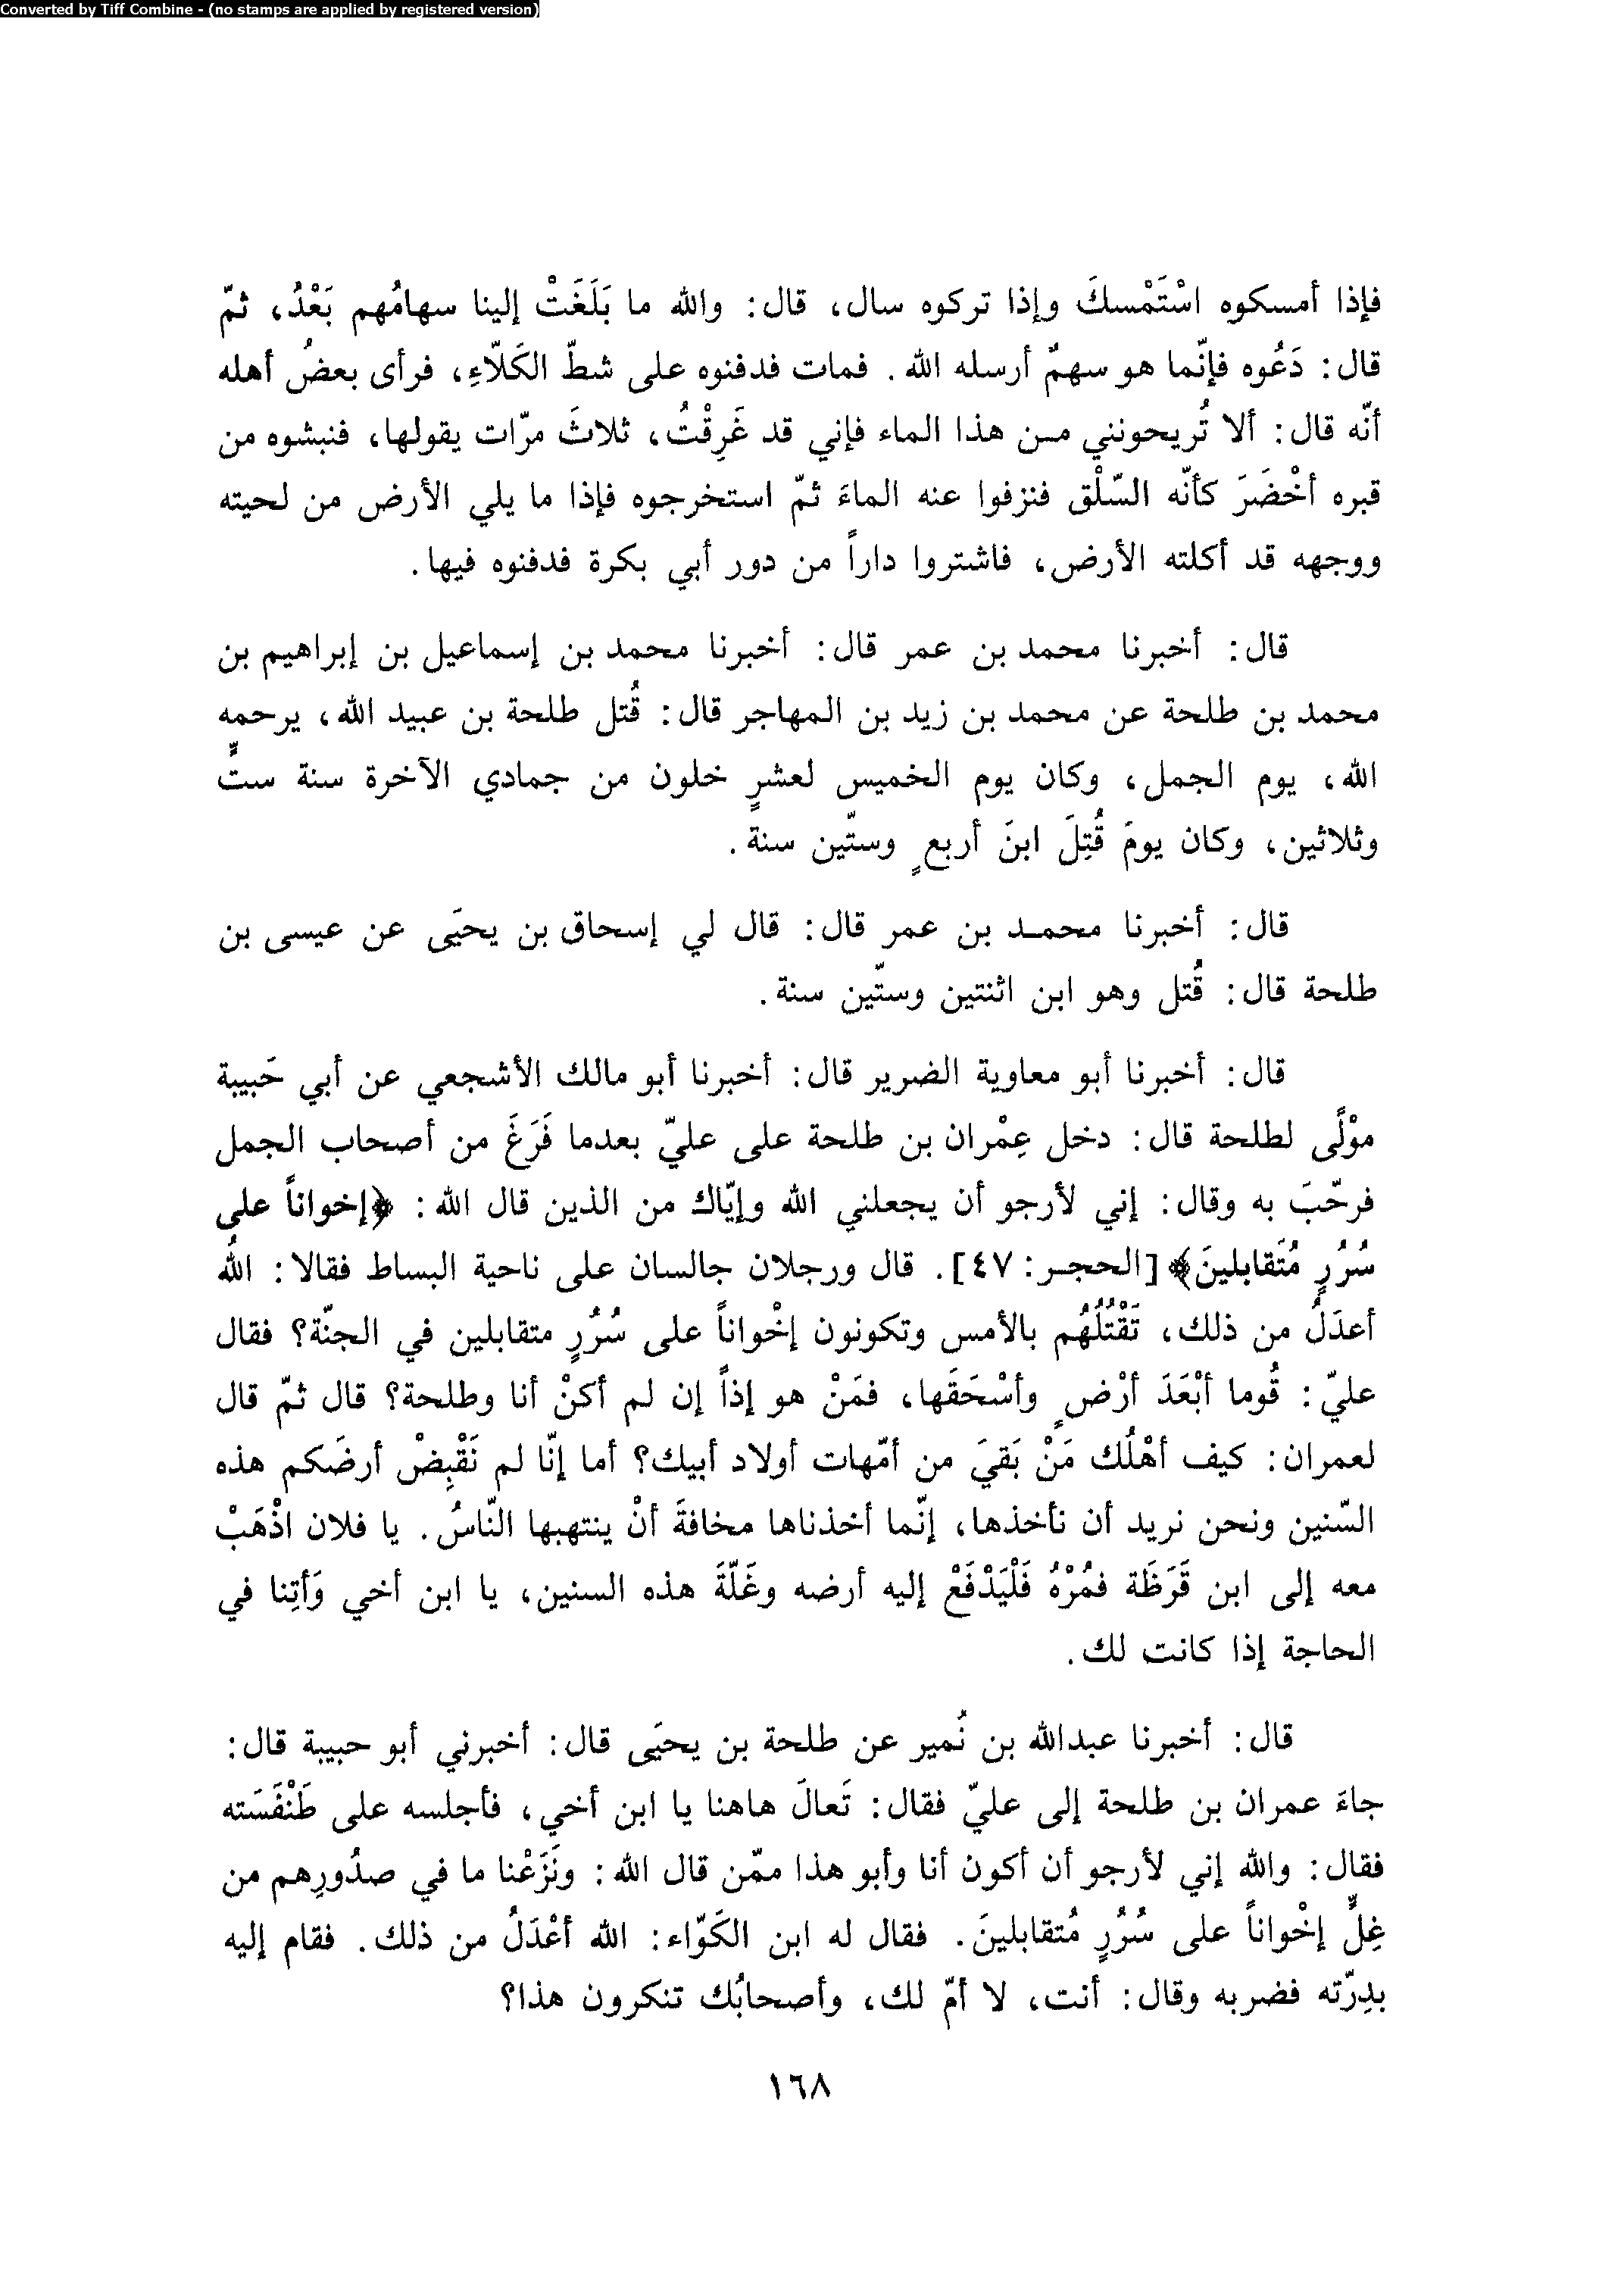 Converted by Tiff Combine - (no stamps are applied by registered version)
فإذا أمسكوه اسْتَمْسكَ وإذا تركوه سال، قال: والله ما بَلَغَتْ إلينا سهامُهم بَعْدُ، ثمّ
قال: دَعُوه فإنّما هو سهمٌ أرسله الله. فمات فدفنوه على شطّ الكَلّاءِ، فرأى بعضُ أهله
أنّه قال: ألا تُريحونني من هذا الماء فإني قد غَرِقْتُ، ثلاثَ مرّات يقولها، فنبشوه من
قبره أخْضَرَ كأنّه السّلْق فنزفوا عنه الماءَ ثمّ استخرجوه فإذا ما يلي الأرض من لحيته
ووجهه قد أكلته الأرض، فاشتروا داراً من دور أبي بكرة فدفنوه فيها.
قال: أخبرنا محمد بن عمر قال: أخبرنا محمد بن إسماعيل بن إبراهيم بن
محمد بن طلحة عن محمد بن زيد بن المهاجر قال: قُتل طلحة بن عبيد الله، يرحمه
الله، يوم الجمل، وكان يوم الخميس لعشرٍ خلون من جمادي الآخرة سنة ستٍّ
وثلاثين، وكان يومَ قُتِلَ ابنَ أربعٍ وستّين سنة.
قال: أخبرنا محمد بن عمر قال: قال لي إسحاق بن يحيَى عن عيسى بن
طلحة قال: قُتل وهو ابن اثنتين وستّين سنة.
قال: أخبرنا أبو معاوية الضرير قال: أخبرنا أبو مالك الأشجعي عن أبي حَبيبة
موْلًى لطلحة قال: دخل عِمْران بن طلحة على عليّ بعدما فَرَغَ من أصحاب الجمل
فرحّبَ به وقال: إني لأرجو أن يجعلني الله وإيّاك من الذين قال الله: ﴿إخواناً على
سُرُرٍ مُتَقابلينَ﴾ [الحجر: ٤٧]. قال ورجلان جالسان على ناحية البساط فقالا: اللهُ
أعدَلُ من ذلك، تَقْتُلُهُم بالأمس وتكونون إخْواناً على سُرُرٍ متقابلين في الجنّة؟ فقال
عليّ: قُوما أبْعَدَ أرْضٍ وأسْحَقَها، فمَنْ هو إذاً إن لم أكنْ أنا وطلحة؟ قال ثمّ قال
لعمران: كيف أهْلُك مَنْ بَقيَ من أمّهات أولاد أبيك؟ أما إنّا لم نَقْبِضْ أرضَكم هذه
السّنين ونحن نريد أن نأخذها، إنّما أخذناها مخافةَ أنْ ينتهبها النّاسُ. يا فلان اذْهَبْ
معه إلى ابن قَرَظَة فمُرْهُ فَلْيَدْفَعْ إليه أرضه وغَلّةَ هذه السنين، يا ابن أخي وَأتِنا في
الحاجة إذا كانت لك.
قال: أخبرنا عبدالله بن نُمير عن طلحة بن يحيَى قال: أخبرني أبو حبيبة قال:
جاءَ عمران بن طلحة إلى عليّ فقال: تَعالَ هاهنا يا ابن أخي، فأجلسه على طَنْفَسَته
فقال: والله إني لأرجو أن أكون أنا وأبو هذا ممّن قال الله: ونَزَعْنا ما في صدُورِهم من
غِلٍّ إخْواناً على سُرُرٍ مُتقابلينَ. فقال له ابن الكَوّاء: الله أعْدَلُ من ذلك. فقام إليه
بدِرّته فضربه وقال: أنت، لا أمّ لك، وأصحابُك تنكرون هذا؟
١٦٨